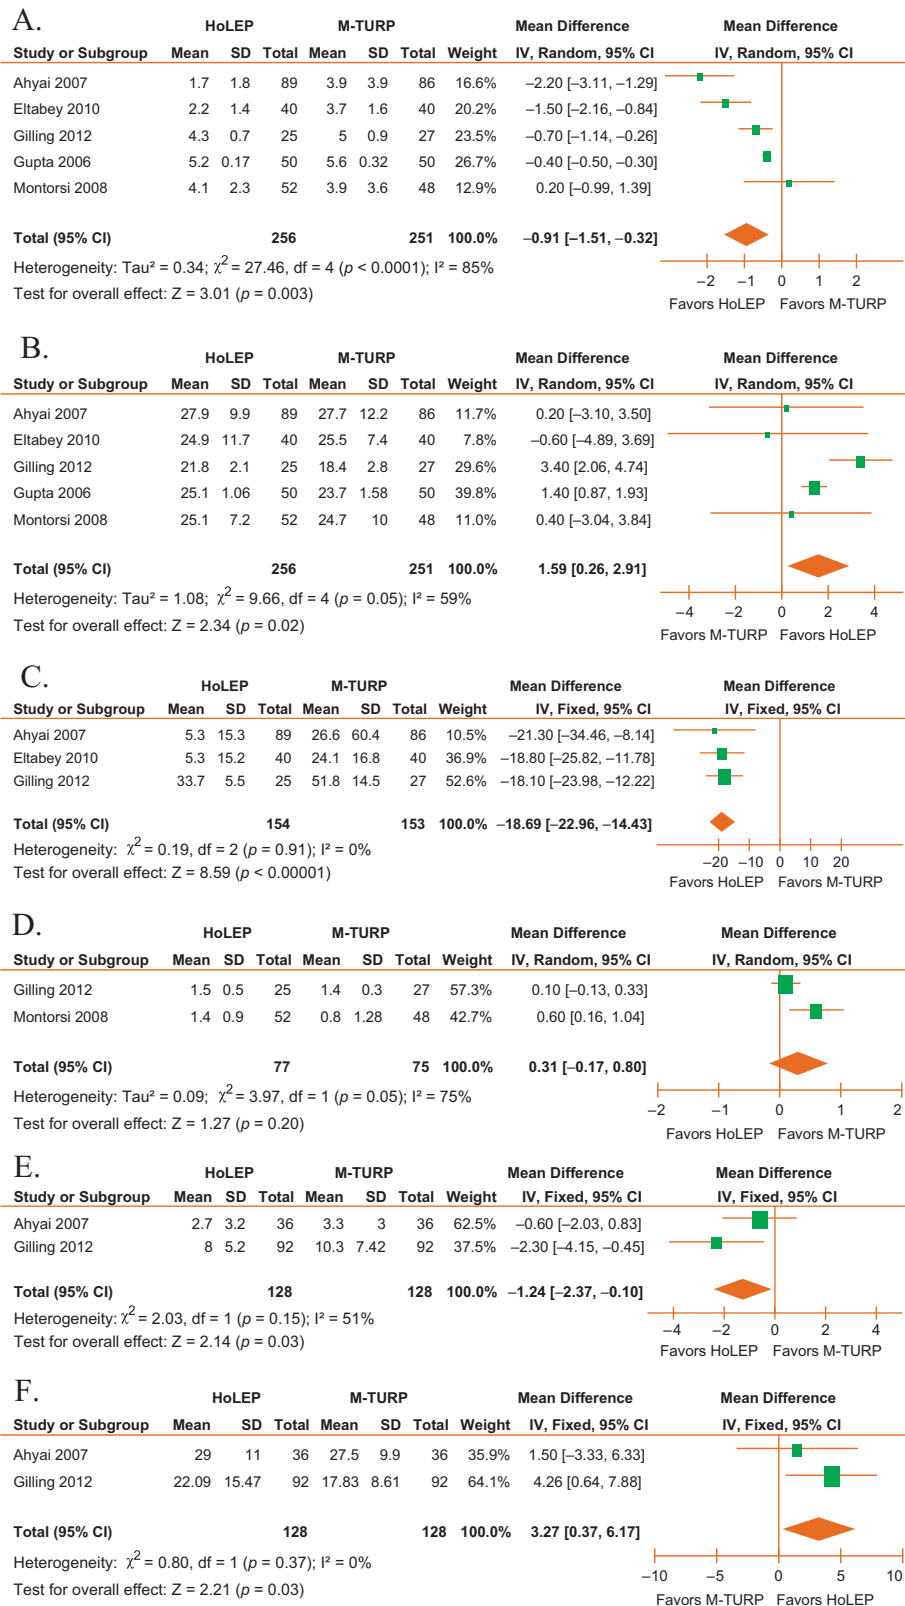 A.
HoLEP M-TURP Mean Difference Mean Difference
Study or Subgroup Mean SD Total Mean SD Total Weight IV, Random, 95% CI IV, Random, 95% CI
Ahyai 2007 1.7 1.8 89 3.9 3.9 86 16.6% –2.20 [–3.11, –1.29]
Eltabey 2010 2.2 1.4 40 3.7 1.6 40 20.2% –1.50 [–2.16, –0.84]
Gilling 2012 4.3 0.7 25 5 0.9 27 23.5% –0.70 [–1.14, –0.26]
Gupta 2006 5.2 0.17 50 5.6 0.32 50 26.7% –0.40 [–0.50, –0.30]
Montorsi 2008 4.1 2.3 52 3.9 3.6 48 12.9% 0.20 [–0.99, 1.39]
Total (95% CI) 256 251 100.0% –0.91 [–1.51, –0.32]
Heterogeneity: Tau² = 0.34; χ² = 27.46, df = 4 (p < 0.0001); I² = 85%
Test for overall effect: Z = 3.01 (p = 0.003)
–2 –1 0 1 2
Favors HoLEP Favors M-TURP
B.
HoLEP M-TURP Mean Difference Mean Difference
Study or Subgroup Mean SD Total Mean SD Total Weight IV, Random, 95% CI IV, Random, 95% CI
Ahyai 2007 27.9 9.9 89 27.7 12.2 86 11.7% 0.20 [–3.10, 3.50]
Eltabey 2010 24.9 11.7 40 25.5 7.4 40 7.8% –0.60 [–4.89, 3.69]
Gilling 2012 21.8 2.1 25 18.4 2.8 27 29.6% 3.40 [2.06, 4.74]
Gupta 2006 25.1 1.06 50 23.7 1.58 50 39.8% 1.40 [0.87, 1.93]
Montorsi 2008 25.1 7.2 52 24.7 10 48 11.0% 0.40 [–3.04, 3.84]
Total (95% CI) 256 251 100.0% 1.59 [0.26, 2.91]
Heterogeneity: Tau² = 1.08; χ² = 9.66, df = 4 (p = 0.05); I² = 59%
Test for overall effect: Z = 2.34 (p = 0.02)
–4 –2 0 2 4
Favors M-TURP Favors HoLEP
C.
HoLEP M-TURP Mean Difference Mean Difference
Study or Subgroup Mean SD Total Mean SD Total Weight IV, Fixed, 95% CI IV, Fixed, 95% CI
Ahyai 2007 5.3 15.3 89 26.6 60.4 86 10.5% –21.30 [–34.46, –8.14]
Eltabey 2010 5.3 15.2 40 24.1 16.8 40 36.9% –18.80 [–25.82, –11.78]
Gilling 2012 33.7 5.5 25 51.8 14.5 27 52.6% –18.10 [–23.98, –12.22]
Total (95% CI) 154 153 100.0% –18.69 [–22.96, –14.43]
Heterogeneity: χ² = 0.19, df = 2 (p = 0.91); I² = 0%
Test for overall effect: Z = 8.59 (p < 0.00001)
–20 –10 0 10 20
Favors HoLEP Favors M-TURP
D.
HoLEP M-TURP Mean Difference Mean Difference
Study or Subgroup Mean SD Total Mean SD Total Weight IV, Random, 95% CI IV, Random, 95% CI
Gilling 2012 1.5 0.5 25 1.4 0.3 27 57.3% 0.10 [–0.13, 0.33]
Montorsi 2008 1.4 0.9 52 0.8 1.28 48 42.7% 0.60 [0.16, 1.04]
Total (95% CI) 77 75 100.0% 0.31 [–0.17, 0.80]
Heterogeneity: Tau² = 0.09; χ² = 3.97, df = 1 (p = 0.05); I² = 75%
Test for overall effect: Z = 1.27 (p = 0.20)
–2 –1 0 1 2
Favors HoLEP Favors M-TURP
E.
HoLEP M-TURP Mean Difference Mean Difference
Study or Subgroup Mean SD Total Mean SD Total Weight IV, Fixed, 95% CI IV, Fixed, 95% CI
Ahyai 2007 2.7 3.2 36 3.3 3 36 62.5% –0.60 [–2.03, 0.83]
Gilling 2012 8 5.2 92 10.3 7.42 92 37.5% –2.30 [–4.15, –0.45]
Total (95% CI) 128 128 100.0% –1.24 [–2.37, –0.10]
Heterogeneity: χ² = 2.03, df = 1 (p = 0.15); I² = 51%
Test for overall effect: Z = 2.14 (p = 0.03)
–4 –2 0 2 4
Favors HoLEP Favors M-TURP
F.
HoLEP M-TURP Mean Difference Mean Difference
Study or Subgroup Mean SD Total Mean SD Total Weight IV, Fixed, 95% CI IV, Fixed, 95% CI
Ahyai 2007 29 11 36 27.5 9.9 36 35.9% 1.50 [–3.33, 6.33]
Gilling 2012 22.09 15.47 92 17.83 8.61 92 64.1% 4.26 [0.64, 7.88]
Total (95% CI) 128 128 100.0% 3.27 [0.37, 6.17]
Heterogeneity: χ² = 0.80, df = 1 (p = 0.37); I² = 0%
Test for overall effect: Z = 2.21 (p = 0.03)
–10 –5 0 5 10
Favors M-TURP Favors HoLEP